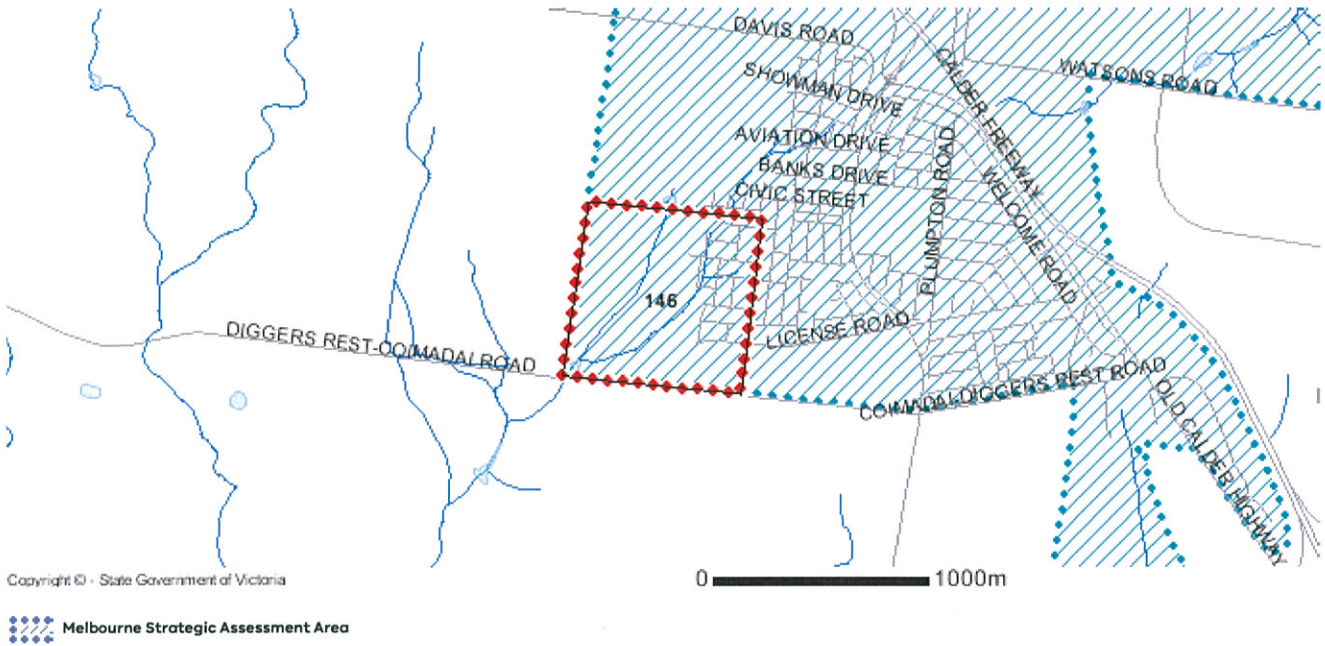 DAVIS ROAD
WATSONS ROAD
SHOWMAN DRIVE
CALDER FREEWAY
AVIATION DRIVE
BANKS DRIVE
CIVIC STREET
PLUMPTON ROAD
WELCOME ROAD
146
LICENSE ROAD
DIGGERS REST-COIMADAI ROAD
COIMADAI-DIGGERS REST ROAD
OLD CALDER HIGHWAY
Copyright © - State Government of Victoria
0 1000m
Melbourne Strategic Assessment Area